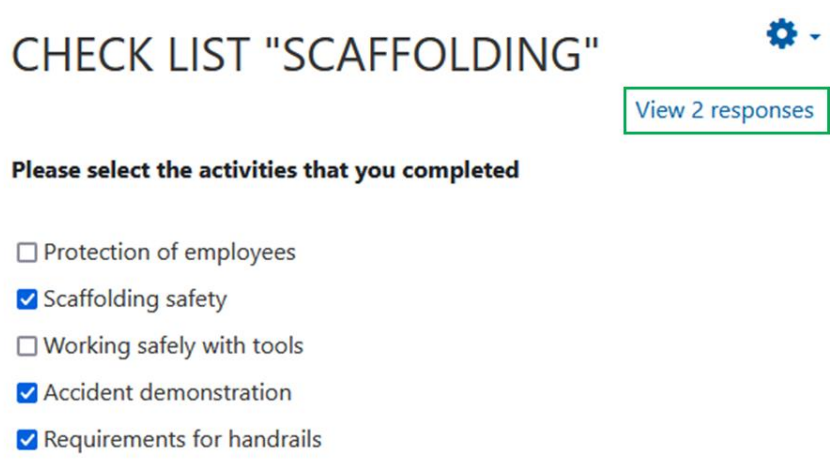 CHECK LIST "SCAFFOLDING"
View 2 responses
Please select the activities that you completed
Protection of employees
Scaffolding safety
Working safely with tools
Accident demonstration
Requirements for handrails